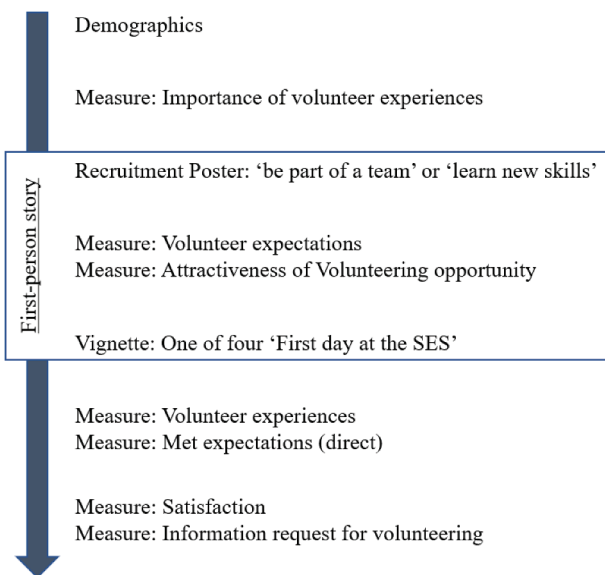 Demographics
Measure: Importance of volunteer experiences
First-person story
Recruitment Poster: ‘be part of a team’ or ‘learn new skills’
Measure: Volunteer expectations
Measure: Attractiveness of Volunteering opportunity
Vignette: One of four ‘First day at the SES’
Measure: Volunteer experiences
Measure: Met expectations (direct)
Measure: Satisfaction
Measure: Information request for volunteering